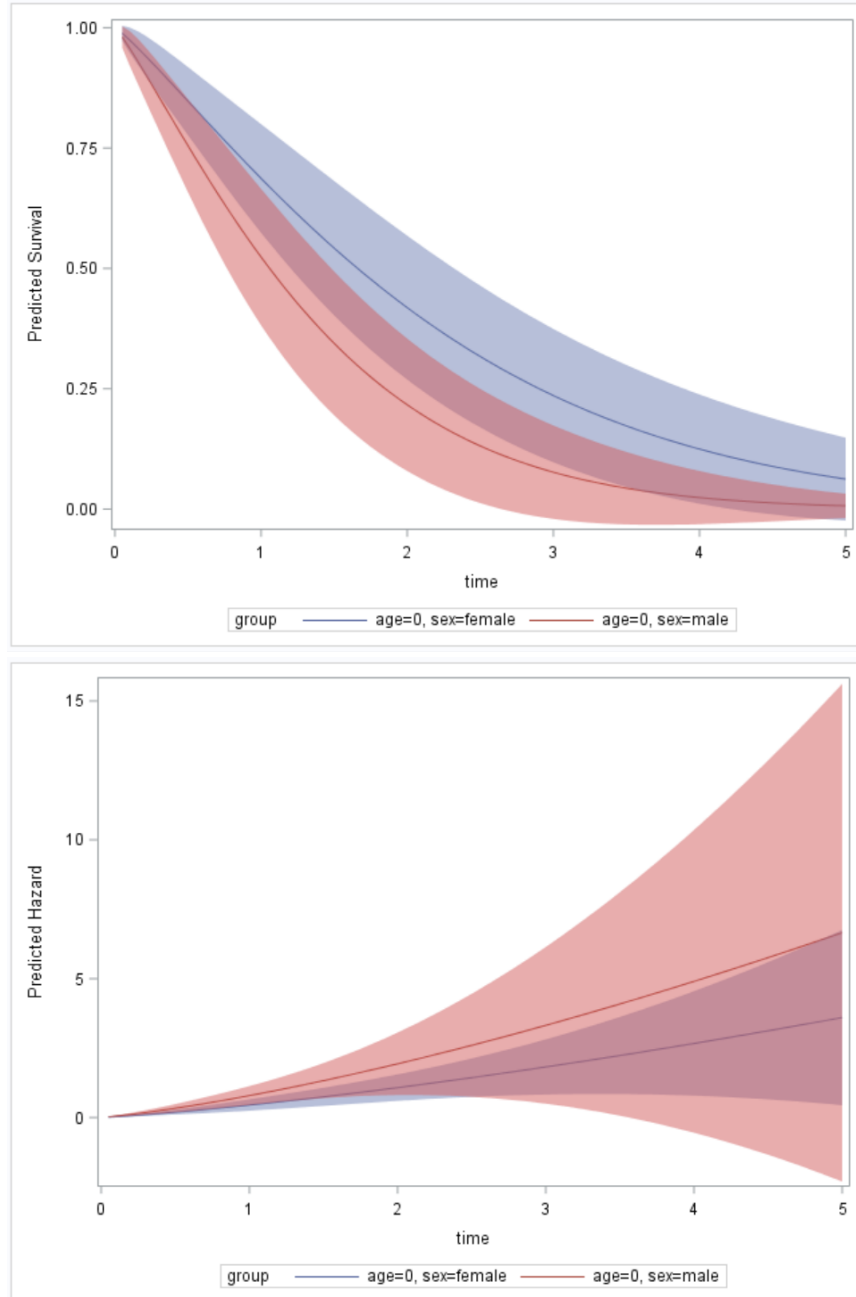 1.00
0.75
0.50
0.25
0.00
Predicted Survival
0 1 2 3 4 5
time
group age=0, sex=female age=0, sex=male
15
10
5
0
Predicted Hazard
0 1 2 3 4 5
time
group age=0, sex=female age=0, sex=male